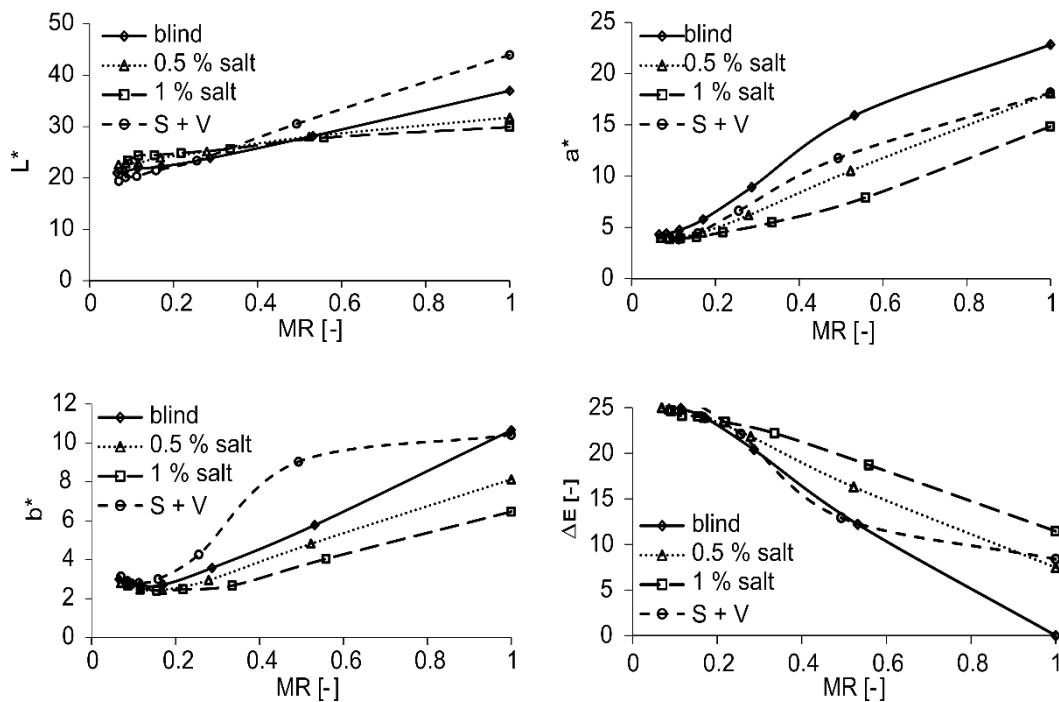 50
40
30
20
10
0
L*
blind
0.5 % salt
1 % salt
S + V
0 0.2 0.4 0.6 0.8 1
MR [-]
25
20
15
10
5
0
a*
blind
0.5 % salt
1 % salt
S + V
0 0.2 0.4 0.6 0.8 1
MR [-]
12
10
8
6
4
2
0
b*
blind
0.5 % salt
1 % salt
S + V
0 0.2 0.4 0.6 0.8 1
MR [-]
25
20
15
10
5
0
ΔE [-]
blind
0.5 % salt
1 % salt
S + V
0 0.2 0.4 0.6 0.8 1
MR [-]